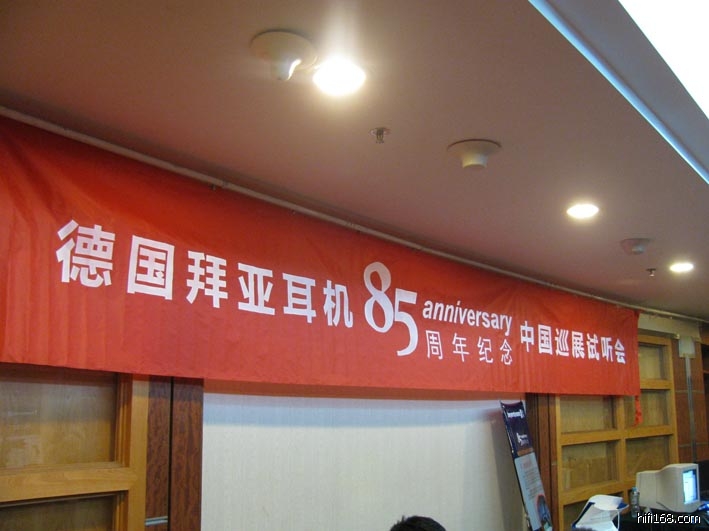 德国拜亚耳机 85 anniversary 中国巡展试听会
周年纪念
hifi168.com